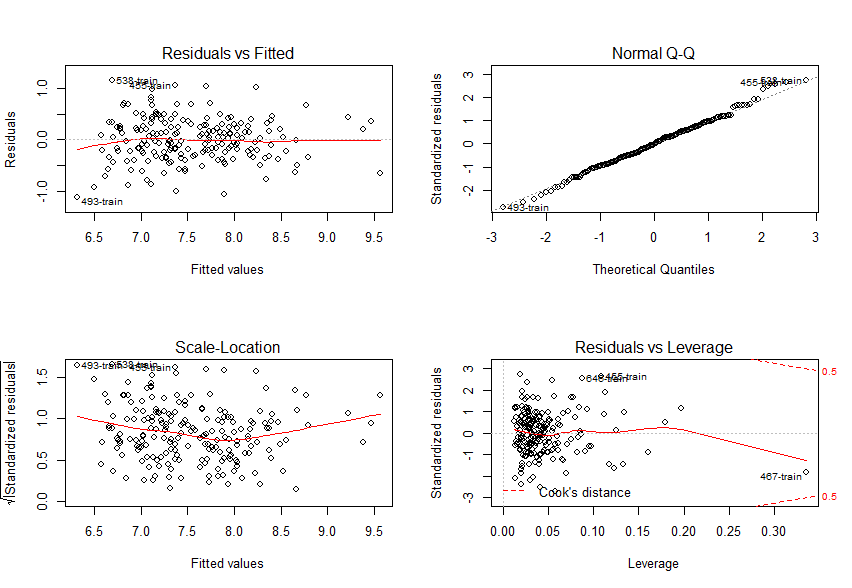 Residuals vs Fitted
Residuals
-1.0 0.0 1.0
538-train
455-train
493-train
6.5 7.0 7.5 8.0 8.5 9.0 9.5
Fitted values
Normal Q-Q
Standardized residuals
-2 -1 0 1 2 3
538-train
455-train
493-train
-3 -2 -1 0 1 2 3
Theoretical Quantiles
Scale-Location
√|Standardized residuals|
0.0 0.5 1.0 1.5
493-train
538-train
455-train
6.5 7.0 7.5 8.0 8.5 9.0 9.5
Fitted values
Residuals vs Leverage
Standardized residuals
-3 -2 -1 0 1 2 3
455-train
467-train
0.5
0.5
Cook's distance
0.00 0.05 0.10 0.15 0.20 0.25 0.30
Leverage